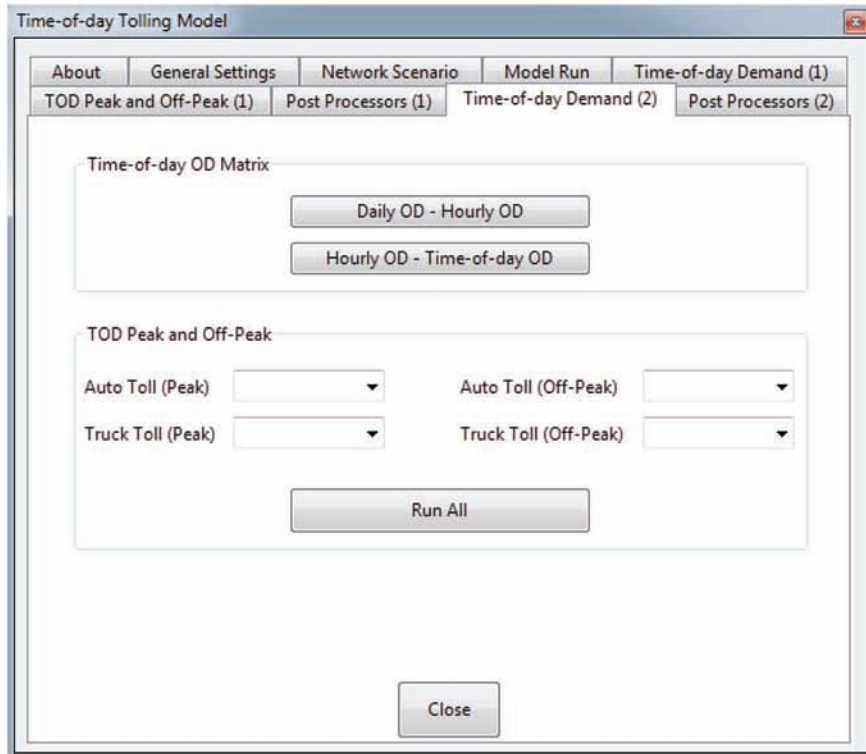 Time-of-day Tolling Model
About General Settings Network Scenario Model Run Time-of-day Demand (1)
TOD Peak and Off-Peak (1) Post Processors (1) Time-of-day Demand (2) Post Processors (2)
Time-of-day OD Matrix
Daily OD - Hourly OD
Hourly OD - Time-of-day OD
TOD Peak and Off-Peak
Auto Toll (Peak) Auto Toll (Off-Peak)
Truck Toll (Peak) Truck Toll (Off-Peak)
Run All
Close